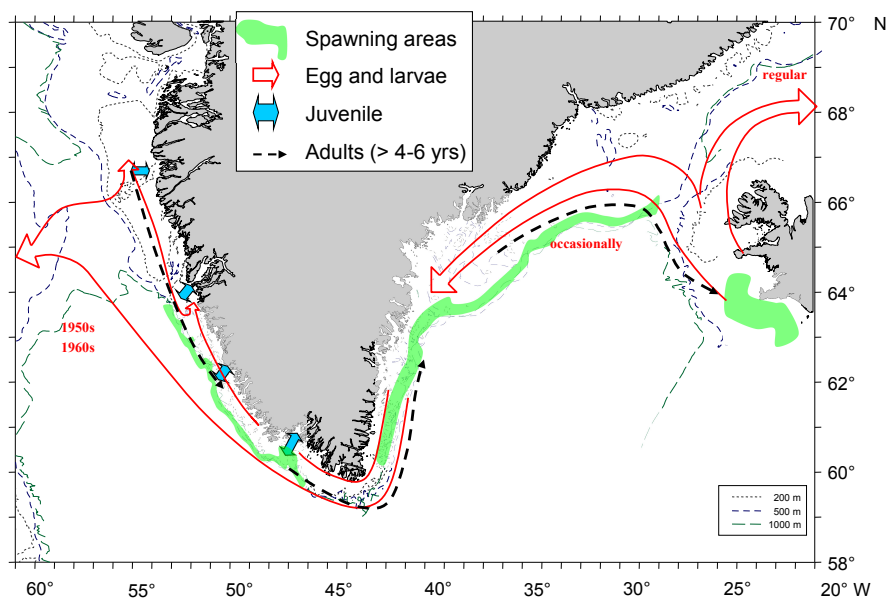 Spawning areas
Egg and larvae
Juvenile
Adults (> 4-6 yrs)
70° N
regular
68°
66°
occasionally
64°
1950s
1960s
62°
60°
200 m
500 m
1000 m
58°
60° 55° 50° 45° 40° 35° 30° 25° 20° W